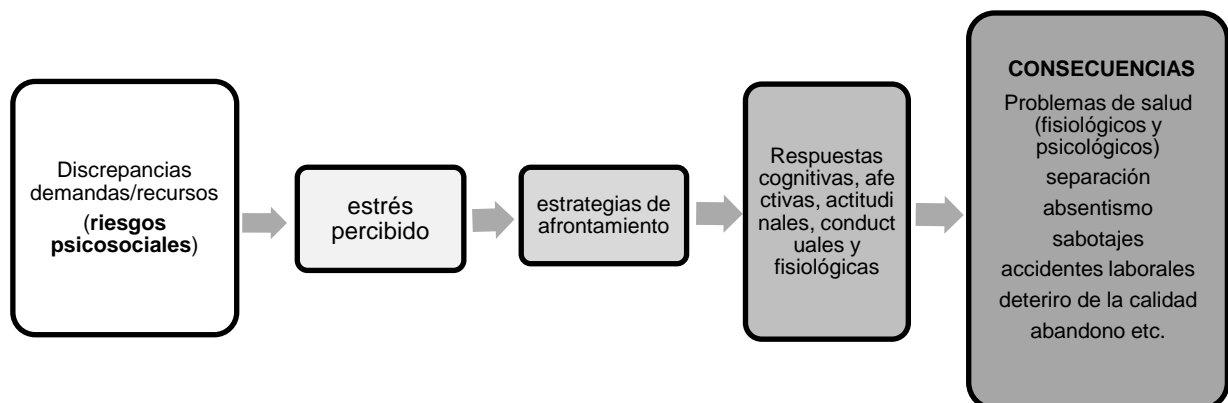 Discrepancias
demandas/recursos
(riesgos
psicosociales)
estrés
percibido
estrategias de
afrontamiento
Respuestas
cognitivas, afe
ctivas, actitudi
nales, conduct
uales y
fisiológicas
CONSECUENCIAS
Problemas de salud
(fisiológicos y
psicológicos)
separación
absentismo
sabotajes
accidentes laborales
deteriro de la calidad
abandono etc.